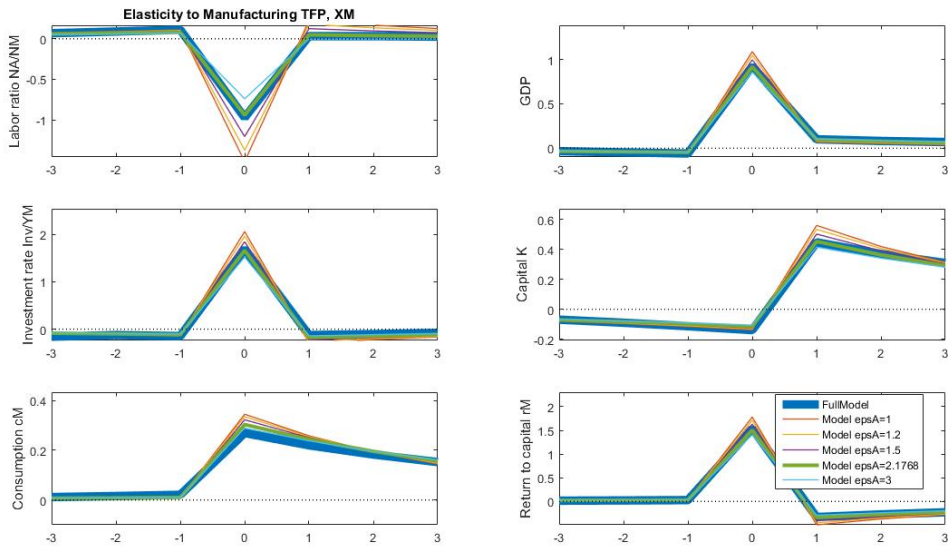 Elasticity to Manufacturing TFP, XM
Labor ratio NA/NM
0
-0.5
-1
-3 -2 -1 0 1 2 3
GDP
1
0.5
0
-3 -2 -1 0 1 2 3
Investment rate Inv/YM
2
1
0
-3 -2 -1 0 1 2 3
Capital K
0.6
0.4
0.2
0
-0.2
-3 -2 -1 0 1 2 3
Consumption cM
0.4
0.2
0
-3 -2 -1 0 1 2 3
Return to capital rM
2
1.5
1
0.5
0
-3 -2 -1 0 1 2 3
FullModel
Model epsA=1
Model epsA=1.2
Model epsA=1.5
Model epsA=2.1768
Model epsA=3